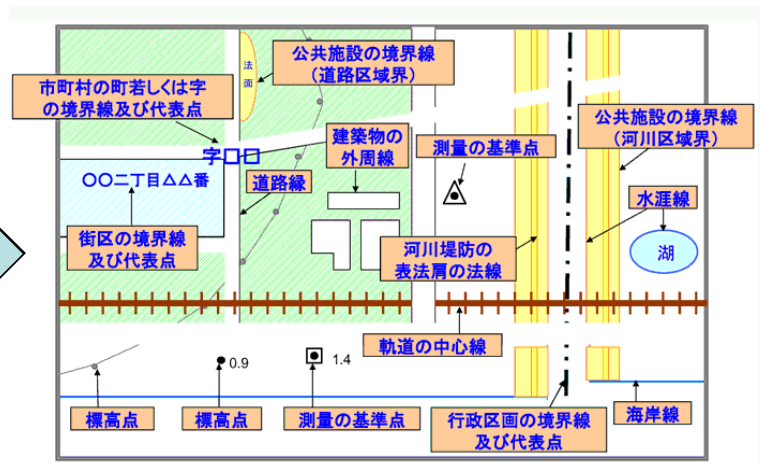 公共施設の境界線
（道路区域界）
法
面
市町村の町若しくは字
の境界線及び代表点
公共施設の境界線
（河川区域界）
建築物の
外周線
測量の基準点
字□□
〇〇二丁目△△番
道路縁
水涯線
街区の境界線
及び代表点
河川堤防の
表法肩の法線
湖
軌道の中心線
0.9
1.4
標高点
標高点
測量の基準点
行政区画の境界線
及び代表点
海岸線